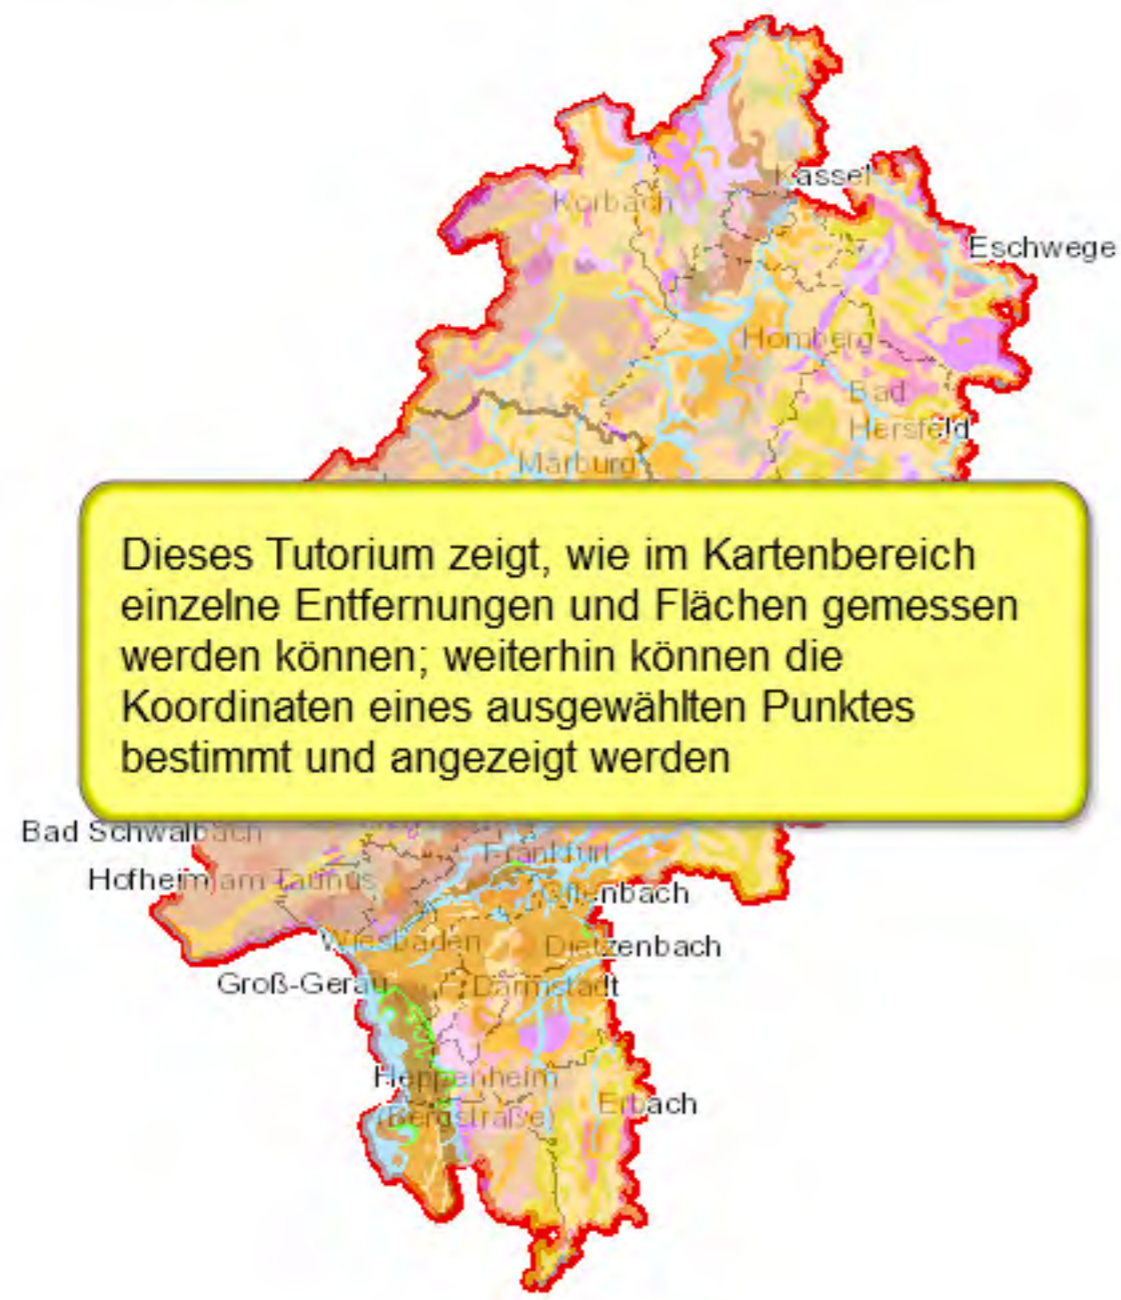 Kassel
Korbach
Eschwege
Homberg
Bad
Hersfeld
Marburg
Dieses Tutorium zeigt, wie im Kartenbereich
einzelne Entfernungen und Flächen gemessen
werden können; weiterhin können die
Koordinaten eines ausgewählten Punktes
bestimmt und angezeigt werden
Bad Schwalbach
Frankfurt
Hofheim am Taunus
Offenbach
Wiesbaden
Dietzenbach
Groß-Gerau
Darmstadt
Heppenheim
(Bergstraße)
Erbach